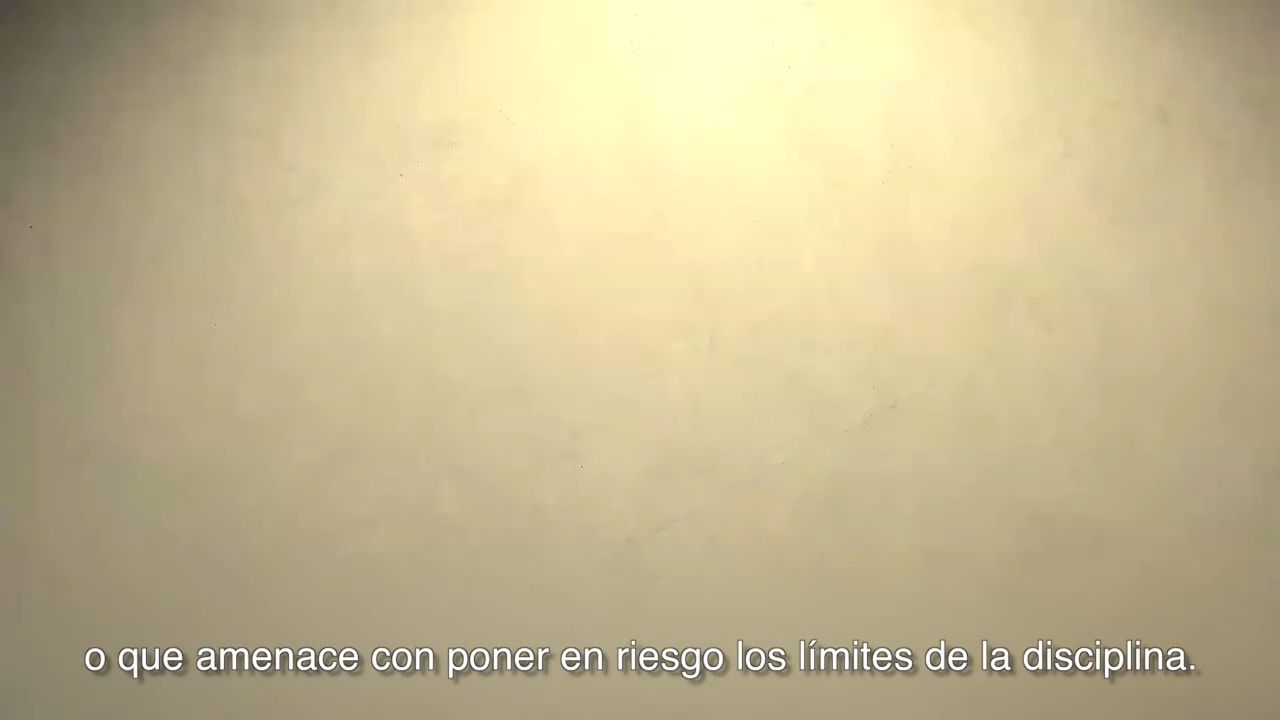 o que amenace con poner en riesgo los límites de la disciplina.